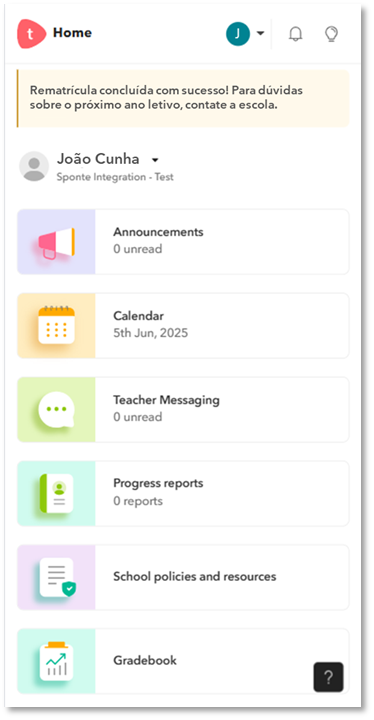 t Home J
Rematrícula concluída com sucesso! Para dúvidas
sobre o próximo ano letivo, contate a escola.
João Cunha
Sponte Integration - Test
Announcements
0 unread
Calendar
5th Jun, 2025
Teacher Messaging
0 unread
Progress reports
0 reports
School policies and resources
Gradebook
?